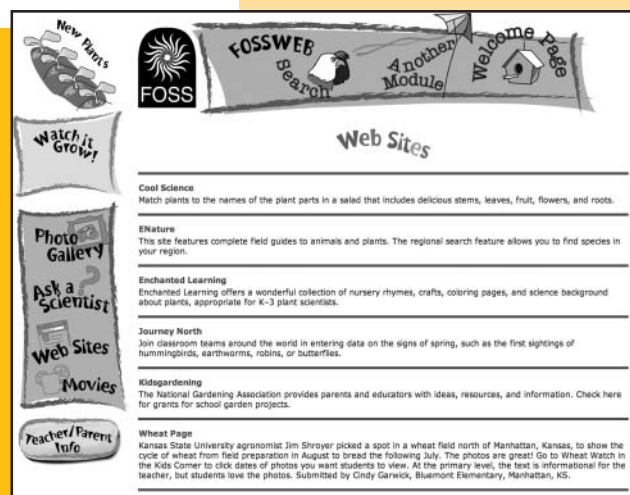 New Plants
FOSS
FOSSWEB
Search
Another
Module
Welcome Page
Watch it
Grow!
Photo
Gallery
Ask a
Scientist
Web Sites
Movies
Teacher/Parent
Info
Web Sites
Cool Science
Match plants to the names of the plant parts in a salad that includes delicious stems, leaves, fruit, flowers, and roots.
ENature
This site features complete field guides to animals and plants. The regional search feature allows you to find species in
your region.
Enchanted Learning
Enchanted Learning offers a wonderful collection of nursery rhymes, crafts, coloring pages, and science background
about plants, appropriate for K–3 plant scientists.
Journey North
Join classroom teams around the world in entering data on the signs of spring, such as the first sightings of
hummingbirds, earthworms, robins, or butterflies.
Kidsgardening
The National Gardening Association provides parents and educators with ideas, resources, and information. Check here
for grants for school garden projects.
Wheat Page
Kansas State University agronomist Jim Shroyer picked a spot in a wheat field north of Manhattan, Kansas, to show the
cycle of wheat from field preparation in August to bread the following July. The photos are great! Go to Wheat Watch in
the Kids Corner to click dates of photos you want students to view. At the primary level, the text is informational for the
teacher, but students love the photos. Submitted by Cindy Garwick, Bluemont Elementary, Manhattan, KS.